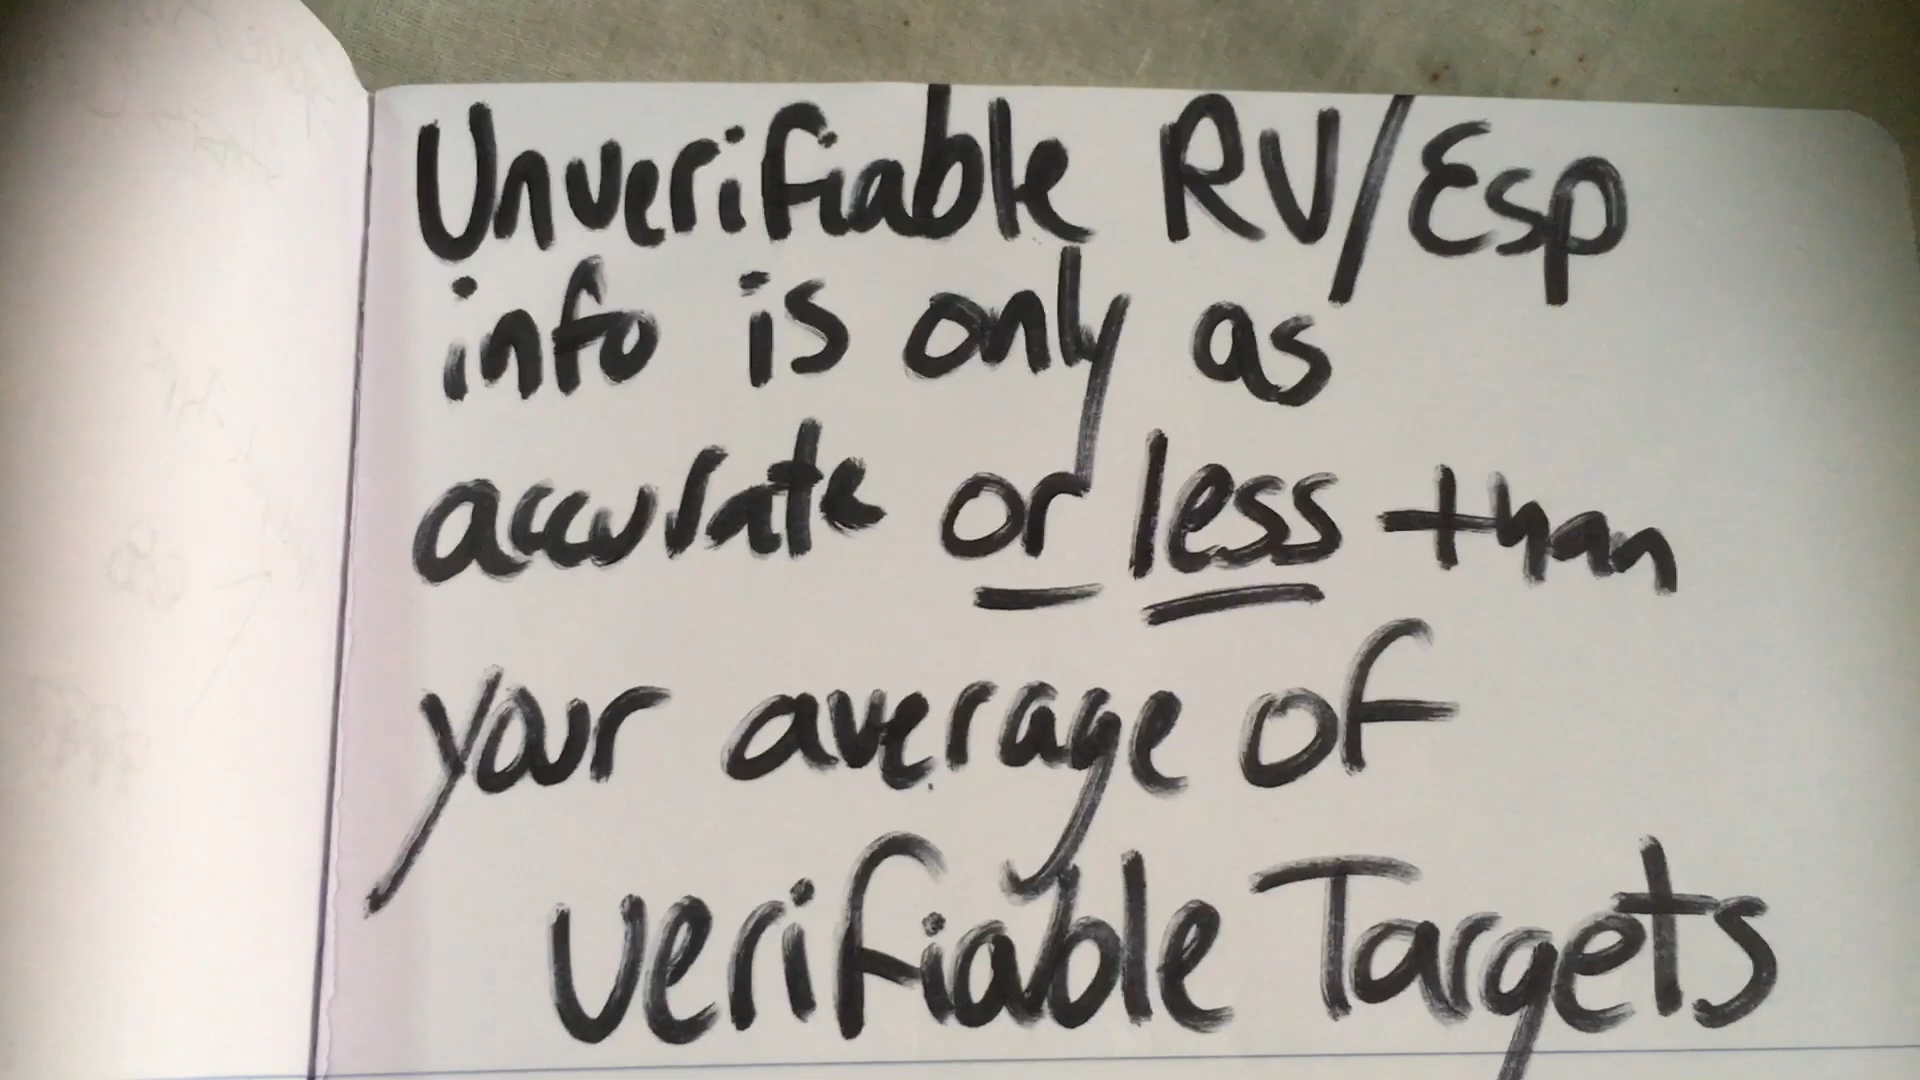 Unverifiable RV/Esp
info is only as
accurate or less than
your average of
verifiable Targets